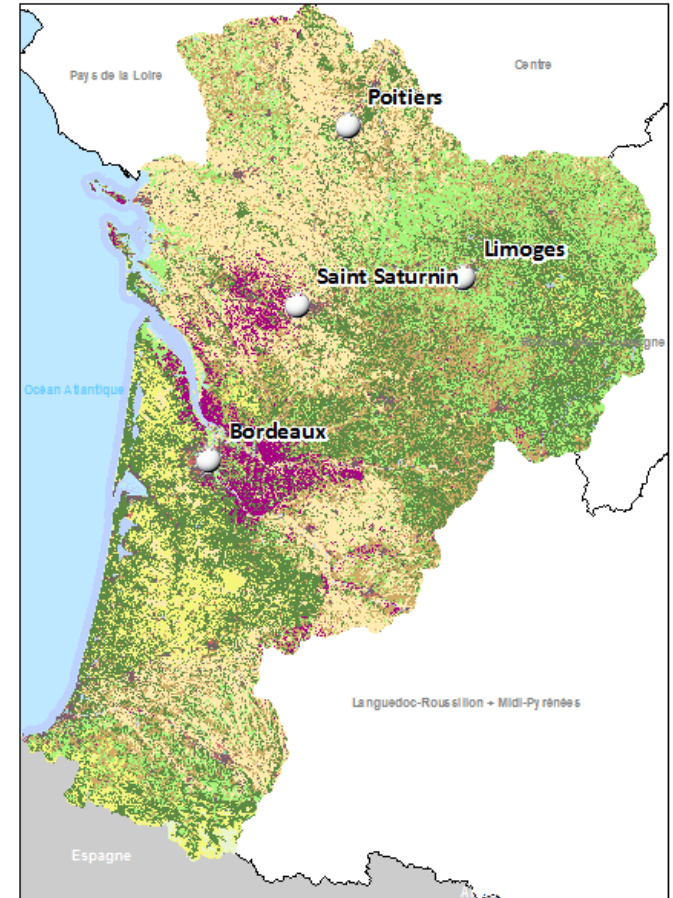 Pays de la Loire
Centre
Poitiers
Limoges
Saint Saturnin
Océan Atlantique
Bordeaux
Languedoc-Roussillon + Midi-Pyrénées
Espagne